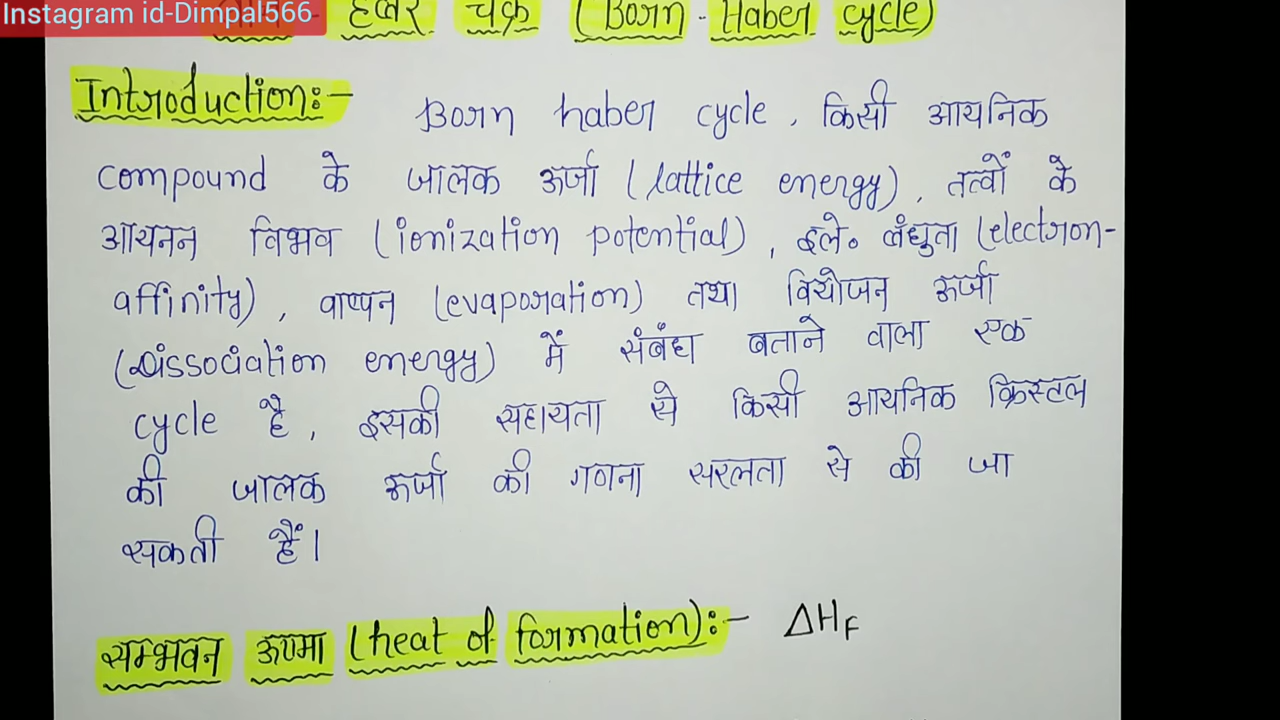 Instagram id-Dimpal566
हेबर चक्र (Born-Haber cycle)
Introduction:-
Born haber cycle, किसी आयनिक
compound के जालक ऊर्जा (lattice energy), तत्वों के
आयनन विभव (ionization potential), इले० बंधुता (electron-
affinity), वाष्पन (evaporation) तथा वियोजन ऊर्जा
(Dissociation energy) में संबंध बताने वाला एक
cycle है, इसकी सहायता से किसी आयनिक क्रिस्टल
की जालक ऊर्जा की गणना सरलता से की जा
सकती हैं।
सम्भवन ऊष्मा (heat of formation):- ΔHF